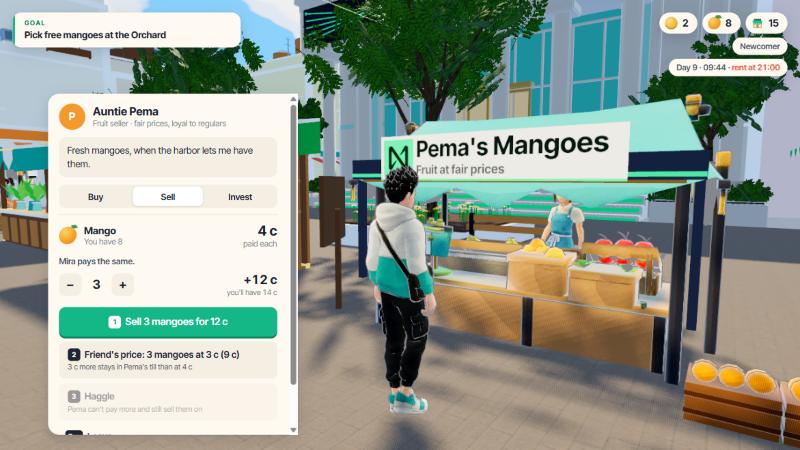 GOAL
Pick free mangoes at the Orchard
2
8
15
Newcomer
Day 9 · 09:44 · rent at 21:00
P
Auntie Pema
Fruit seller · fair prices, loyal to regulars
Fresh mangoes, when the harbor lets me have
them.
Buy
Sell
Invest
Mango
4 c
You have 8
paid each
Mira pays the same.
−
3
+
+12 c
you'll have 14 c
1 Sell 3 mangoes for 12 c
2 Friend's price: 3 mangoes at 3 c (9 c)
3 c more stays in Pema's till than at 4 c
3 Haggle
Pema can't pay more and still sell them on
Pema's Mangoes
Fruit at fair prices